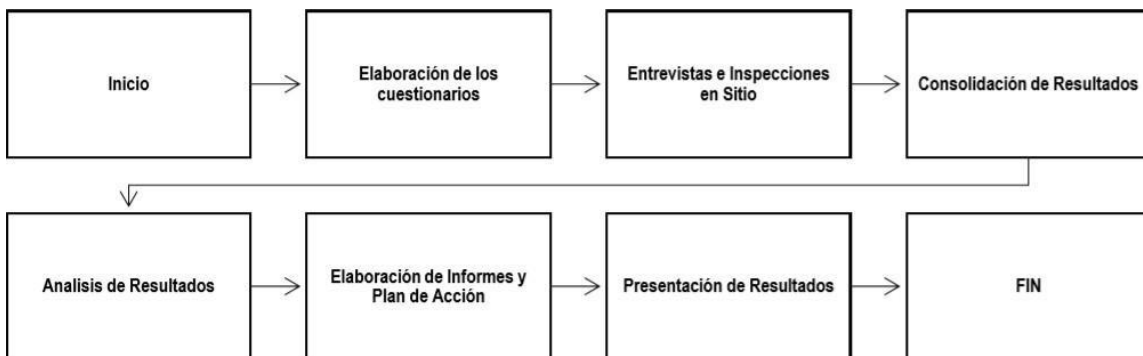 Inicio
Elaboración de los
cuestionarios
Entrevistas e Inspecciones
en Sitio
Consolidación de Resultados
Analisis de Resultados
Elaboración de Informes y
Plan de Acción
Presentación de Resultados
FIN